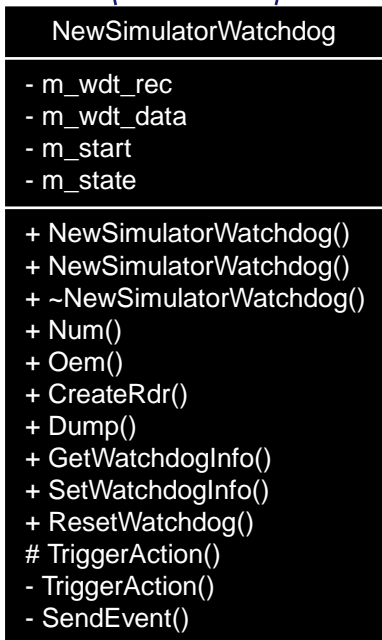 NewSimulatorWatchdog
- m_wdt_rec
- m_wdt_data
- m_start
- m_state
+ NewSimulatorWatchdog()
+ NewSimulatorWatchdog()
+ ~NewSimulatorWatchdog()
+ Num()
+ Oem()
+ CreateRdr()
+ Dump()
+ GetWatchdogInfo()
+ SetWatchdogInfo()
+ ResetWatchdog()
# TriggerAction()
- TriggerAction()
- SendEvent()